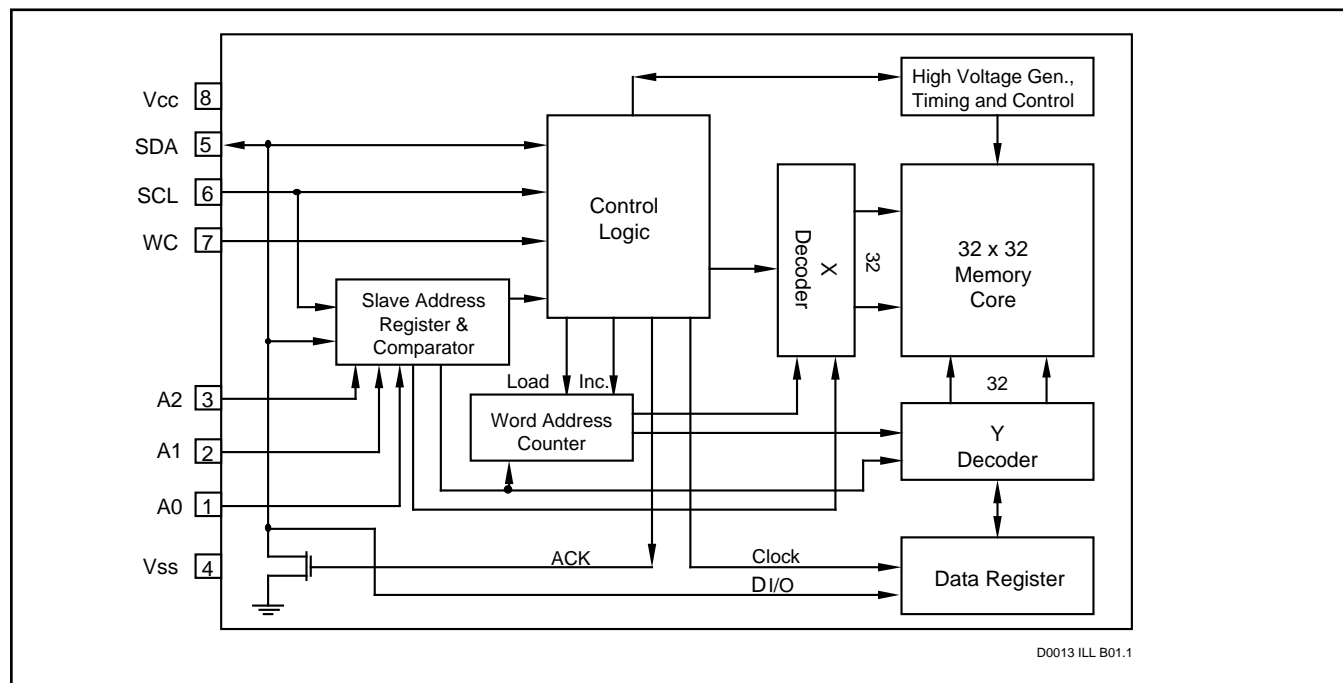 High Voltage Gen.,
Timing and Control
Vcc 8
SDA 5
SCL 6
WC 7
Control
Logic
X
Decoder
32
32 x 32
Memory
Core
Slave Address
Register &
Comparator
Load Inc.
32
A2 3
A1 2
A0 1
Vss 4
Word Address
Counter
Y
Decoder
ACK
Clock
D I/O
Data Register
D0013 ILL B01.1